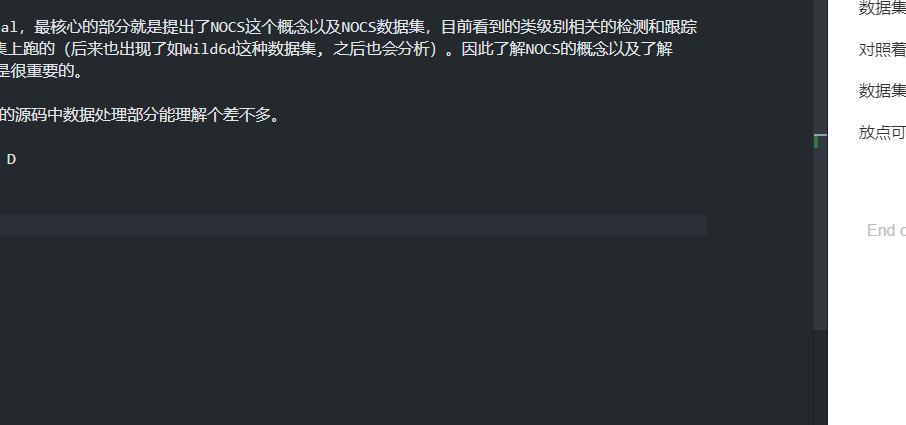 al，最核心的部分就是提出了NOCS这个概念以及NOCS数据集，目前看到的类级别相关的检测和跟踪
集上跑的（后来也出现了如Wild6d这种数据集，之后也会分析）。因此了解NOCS的概念以及了解
是很重要的。
的源码中数据处理部分能理解个差不多。
D
数据集
对照着
数据集
放点可
End